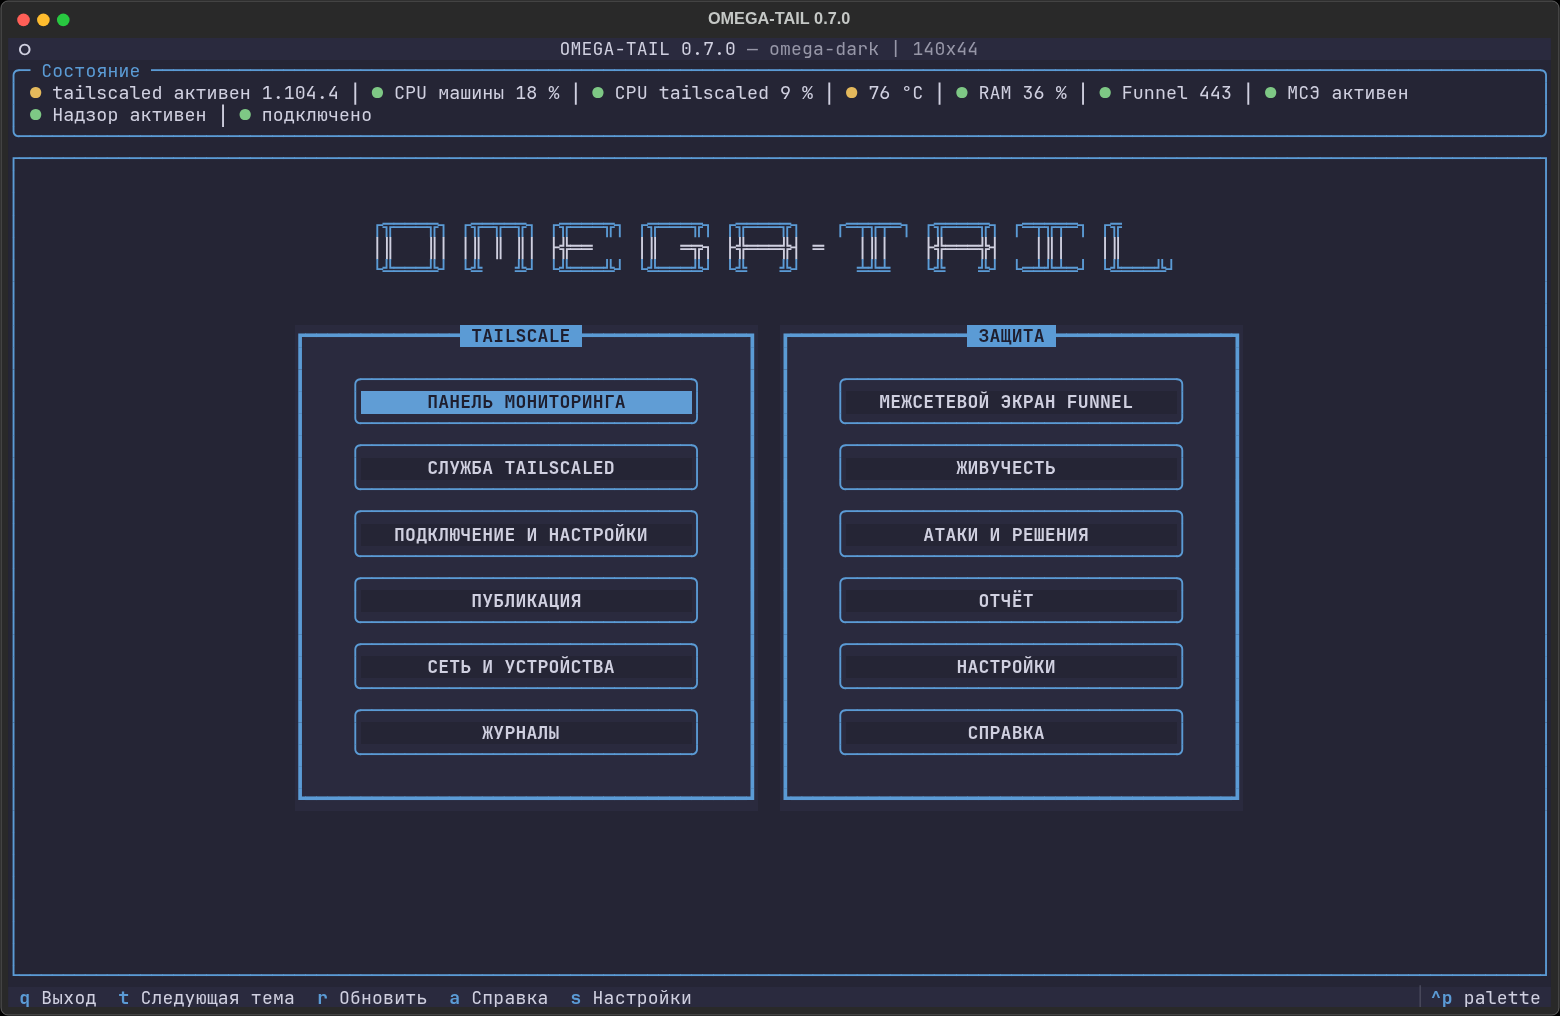 OMEGA-TAIL 0.7.0
OMEGA-TAIL 0.7.0 — omega-dark | 140x44
Состояние
tailscaled активен 1.104.4 │ ● CPU машины 18 % │ ● CPU tailscaled 9 % │ ● 76 °C │ ● RAM 36 % │ ● Funnel 443 │ ● МСЭ активен
● Надзор активен │ ● подключено
OMEGA-TAIL
TAILSCALE
ПАНЕЛЬ МОНИТОРИНГА
СЛУЖБА TAILSCALED
ПОДКЛЮЧЕНИЕ И НАСТРОЙКИ
ПУБЛИКАЦИЯ
СЕТЬ И УСТРОЙСТВА
ЖУРНАЛЫ
ЗАЩИТА
МЕЖСЕТЕВОЙ ЭКРАН FUNNEL
ЖИВУЧЕСТЬ
АТАКИ И РЕШЕНИЯ
ОТЧЁТ
НАСТРОЙКИ
СПРАВКА
q Выход t Следующая тема r Обновить a Справка s Настройки ^p palette